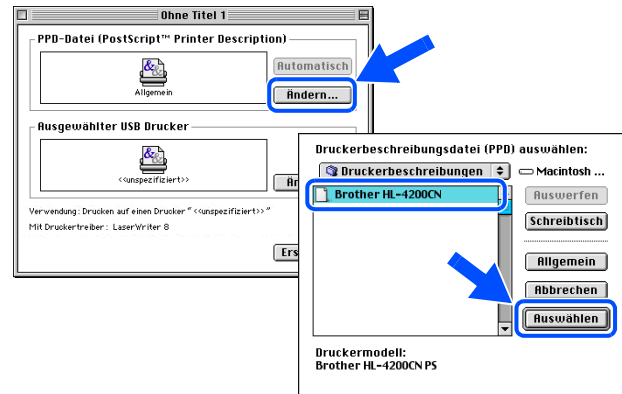 Ohne Titel 1
PPD-Datei (PostScript™ Printer Description)
Automatisch
Allgemein
Ändern...
Ausgewählter USB Drucker
<<unspezifiziert>>
Verwendung: Drucken auf einen Drucker "<<unspezifiziert>>"
Mit Druckertreiber: LaserWriter 8
Druckerbeschreibungsdatei (PPD) auswählen:
Druckerbeschreibungen
Macintosh ...
Brother HL-4200CN
Auswerfen
Schreibtisch
Allgemein
Abbrechen
Auswählen
Druckermodell:
Brother HL-4200CN PS